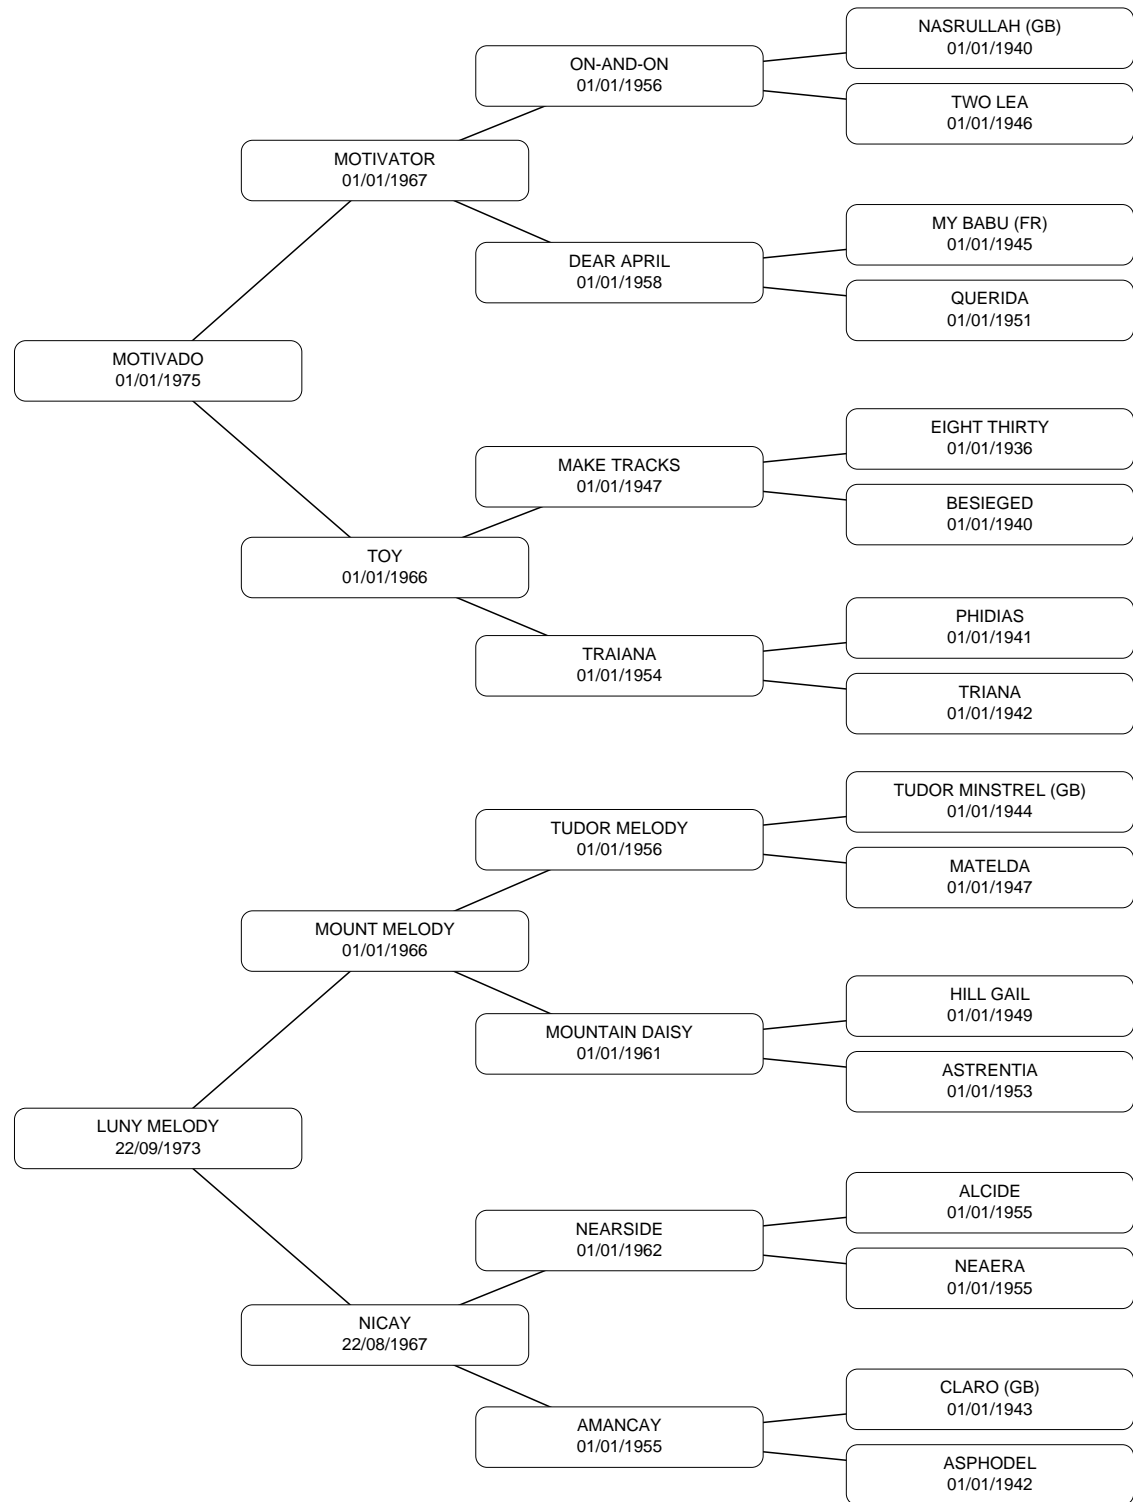 NASRULLAH (GB)
01/01/1940
ON-AND-ON
01/01/1956
TWO LEA
01/01/1946
MOTIVATOR
01/01/1967
MY BABU (FR)
01/01/1945
DEAR APRIL
01/01/1958
QUERIDA
01/01/1951
MOTIVADO
01/01/1975
EIGHT THIRTY
01/01/1936
MAKE TRACKS
01/01/1947
BESIEGED
01/01/1940
TOY
01/01/1966
PHIDIAS
01/01/1941
TRAIANA
01/01/1954
TRIANA
01/01/1942
TUDOR MINSTREL (GB)
01/01/1944
TUDOR MELODY
01/01/1956
MATELDA
01/01/1947
MOUNT MELODY
01/01/1966
HILL GAIL
01/01/1949
MOUNTAIN DAISY
01/01/1961
ASTRENTIA
01/01/1953
LUNY MELODY
22/09/1973
ALCIDE
01/01/1955
NEARSIDE
01/01/1962
NEAERA
01/01/1955
NICAY
22/08/1967
CLARO (GB)
01/01/1943
AMANCAY
01/01/1955
ASPHODEL
01/01/1942